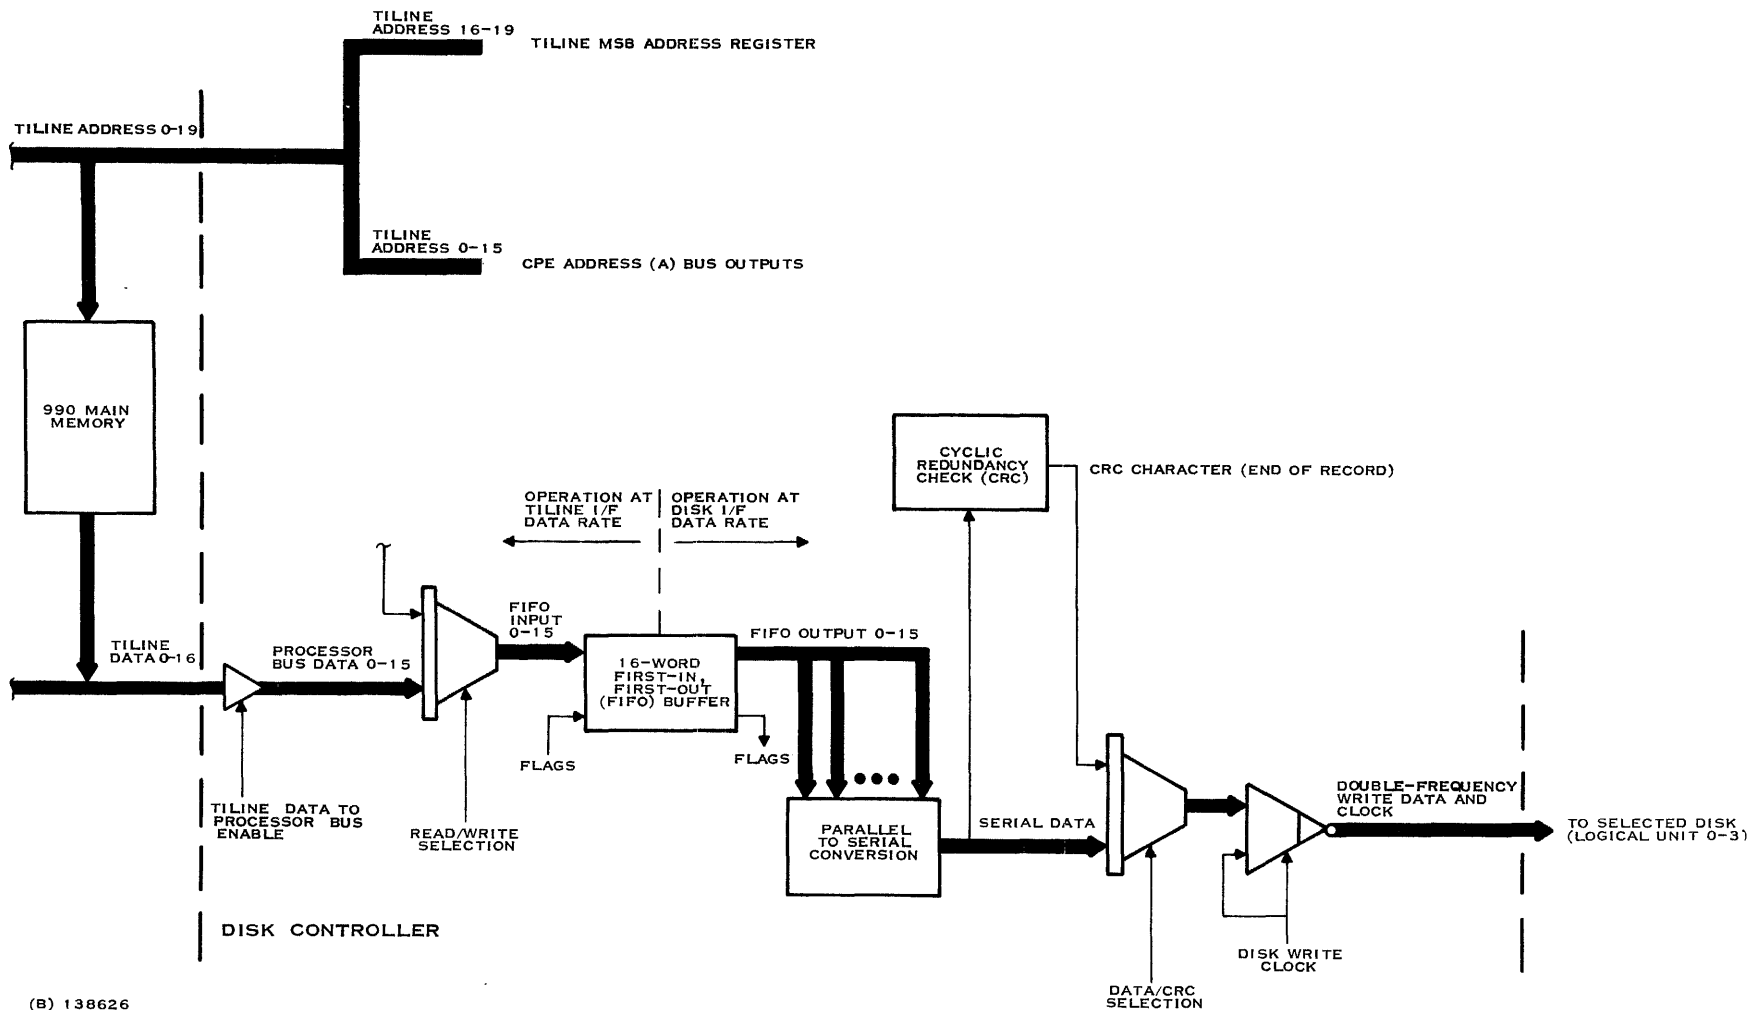 TILINE
ADDRESS 16-19
TILINE MSB ADDRESS REGISTER
TILINE ADDRESS 0-19
TILINE
ADDRESS 0-15
CPE ADDRESS (A) BUS OUTPUTS
990 MAIN
MEMORY
CYCLIC
REDUNDANCY
CHECK (CRC)
CRC CHARACTER (END OF RECORD)
OPERATION AT
TILINE I/F
DATA RATE
OPERATION AT
DISK I/F
DATA RATE
TILINE
DATA 0-16
PROCESSOR
BUS DATA 0-15
FIFO
INPUT
0-15
FIFO OUTPUT 0-15
16-WORD
FIRST-IN,
FIRST-OUT
(FIFO) BUFFER
FLAGS
FLAGS
TILINE DATA TO
PROCESSOR BUS
ENABLE
READ/WRITE
SELECTION
PARALLEL
TO SERIAL
CONVERSION
SERIAL DATA
DOUBLE-FREQUENCY
WRITE DATA AND
CLOCK
TO SELECTED DISK
(LOGICAL UNIT 0-3)
DISK CONTROLLER
DISK WRITE
CLOCK
DATA/CRC
SELECTION
(B) 138626